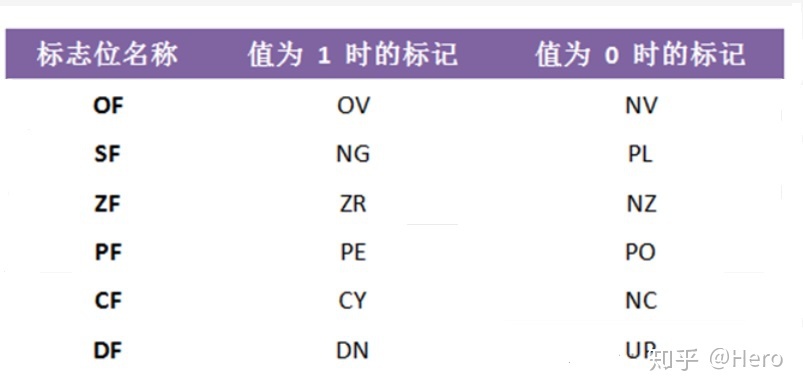 标志位名称 值为 1 时的标记 值为 0 时的标记
OF OV NV
SF NG PL
ZF ZR NZ
PF PE PO
CF CY NC
DF DN UP
知乎 @Hero